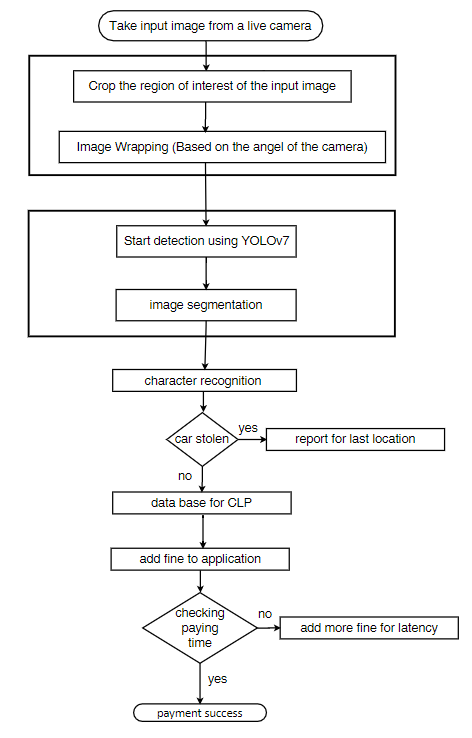 Take input image from a live camera
Crop the region of interest of the input image
Image Wrapping (Based on the angel of the camera)
Start detection using YOLOv7
image segmentation
character recognition
car stolen
yes
report for last location
no
data base for CLP
add fine to application
checking
paying
time
no
add more fine for latency
yes
payment success